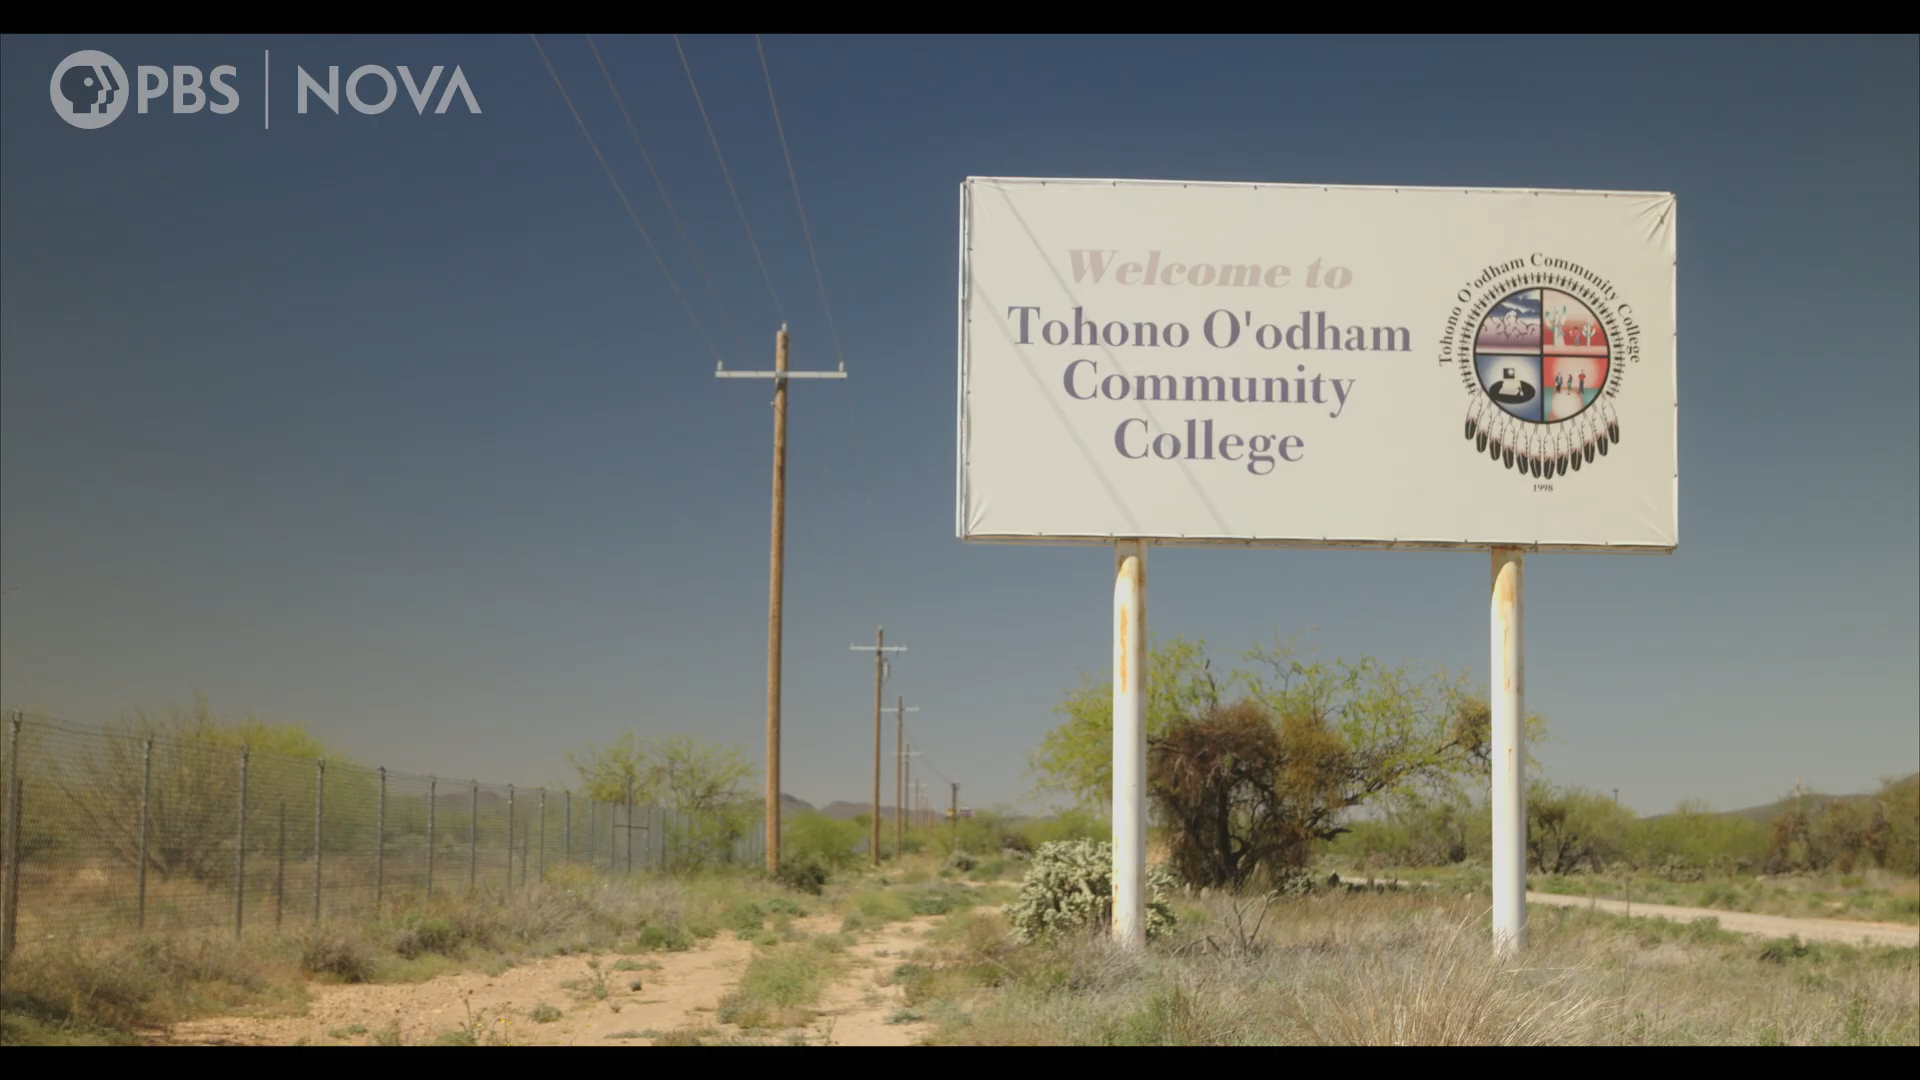 PBS | NOVA
Welcome to
Tohono O'odham
Community
College
Tohono O'odham Community College
1998